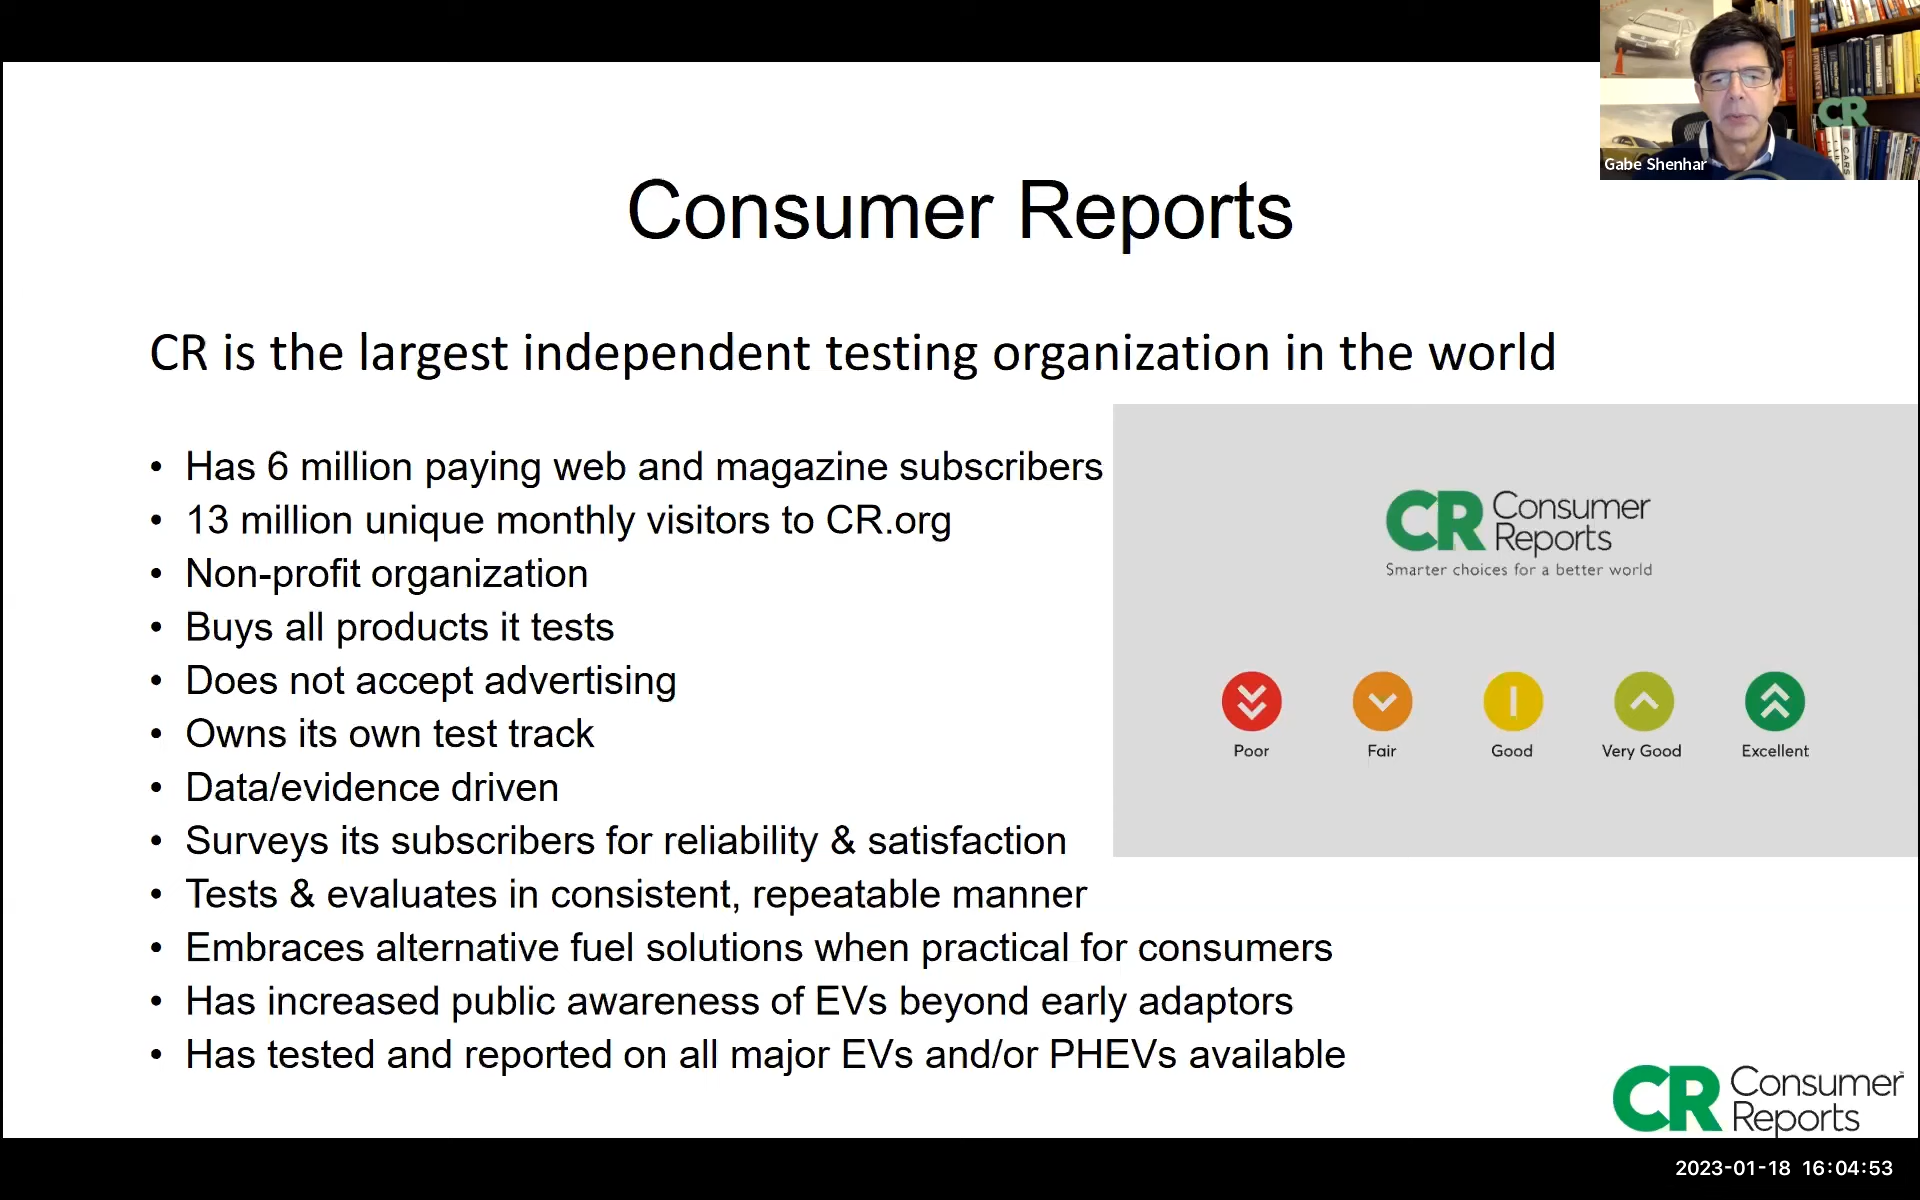 Gabe Shenhar
CR
CARS
Consumer Reports
CR is the largest independent testing organization in the world
• Has 6 million paying web and magazine subscribers
• 13 million unique monthly visitors to CR.org
• Non-profit organization
• Buys all products it tests
• Does not accept advertising
• Owns its own test track
• Data/evidence driven
• Surveys its subscribers for reliability & satisfaction
• Tests & evaluates in consistent, repeatable manner
• Embraces alternative fuel solutions when practical for consumers
• Has increased public awareness of EVs beyond early adaptors
• Has tested and reported on all major EVs and/or PHEVs available
CR Consumer
Reports
Smarter choices for a better world
Poor Fair Good Very Good Excellent
CR Consumer
Reports
2023-01-18 16:04:53